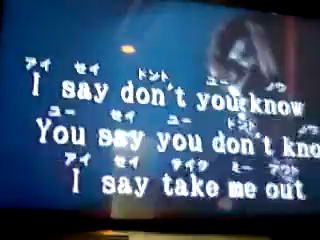 アイ セイ ドント ユー ノウ
I say don't you know
ユー セイ ユー ドント ノウ
You say you don't kno
アイ セイ テイク ミー アウト
I say take me out